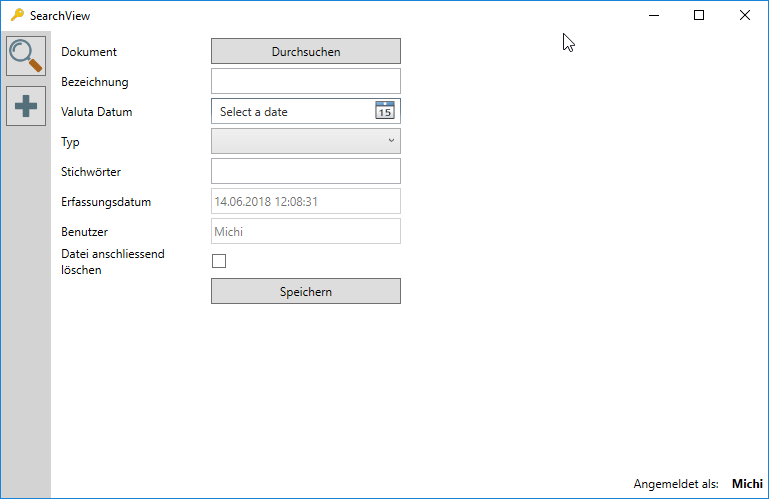 SearchView
Dokument Durchsuchen
Bezeichnung
Valuta Datum Select a date 15
Typ
Stichwörter
Erfassungsdatum 14.06.2018 12:08:31
Benutzer Michi
Datei anschliessend
löschen
Speichern
Angemeldet als: Michi